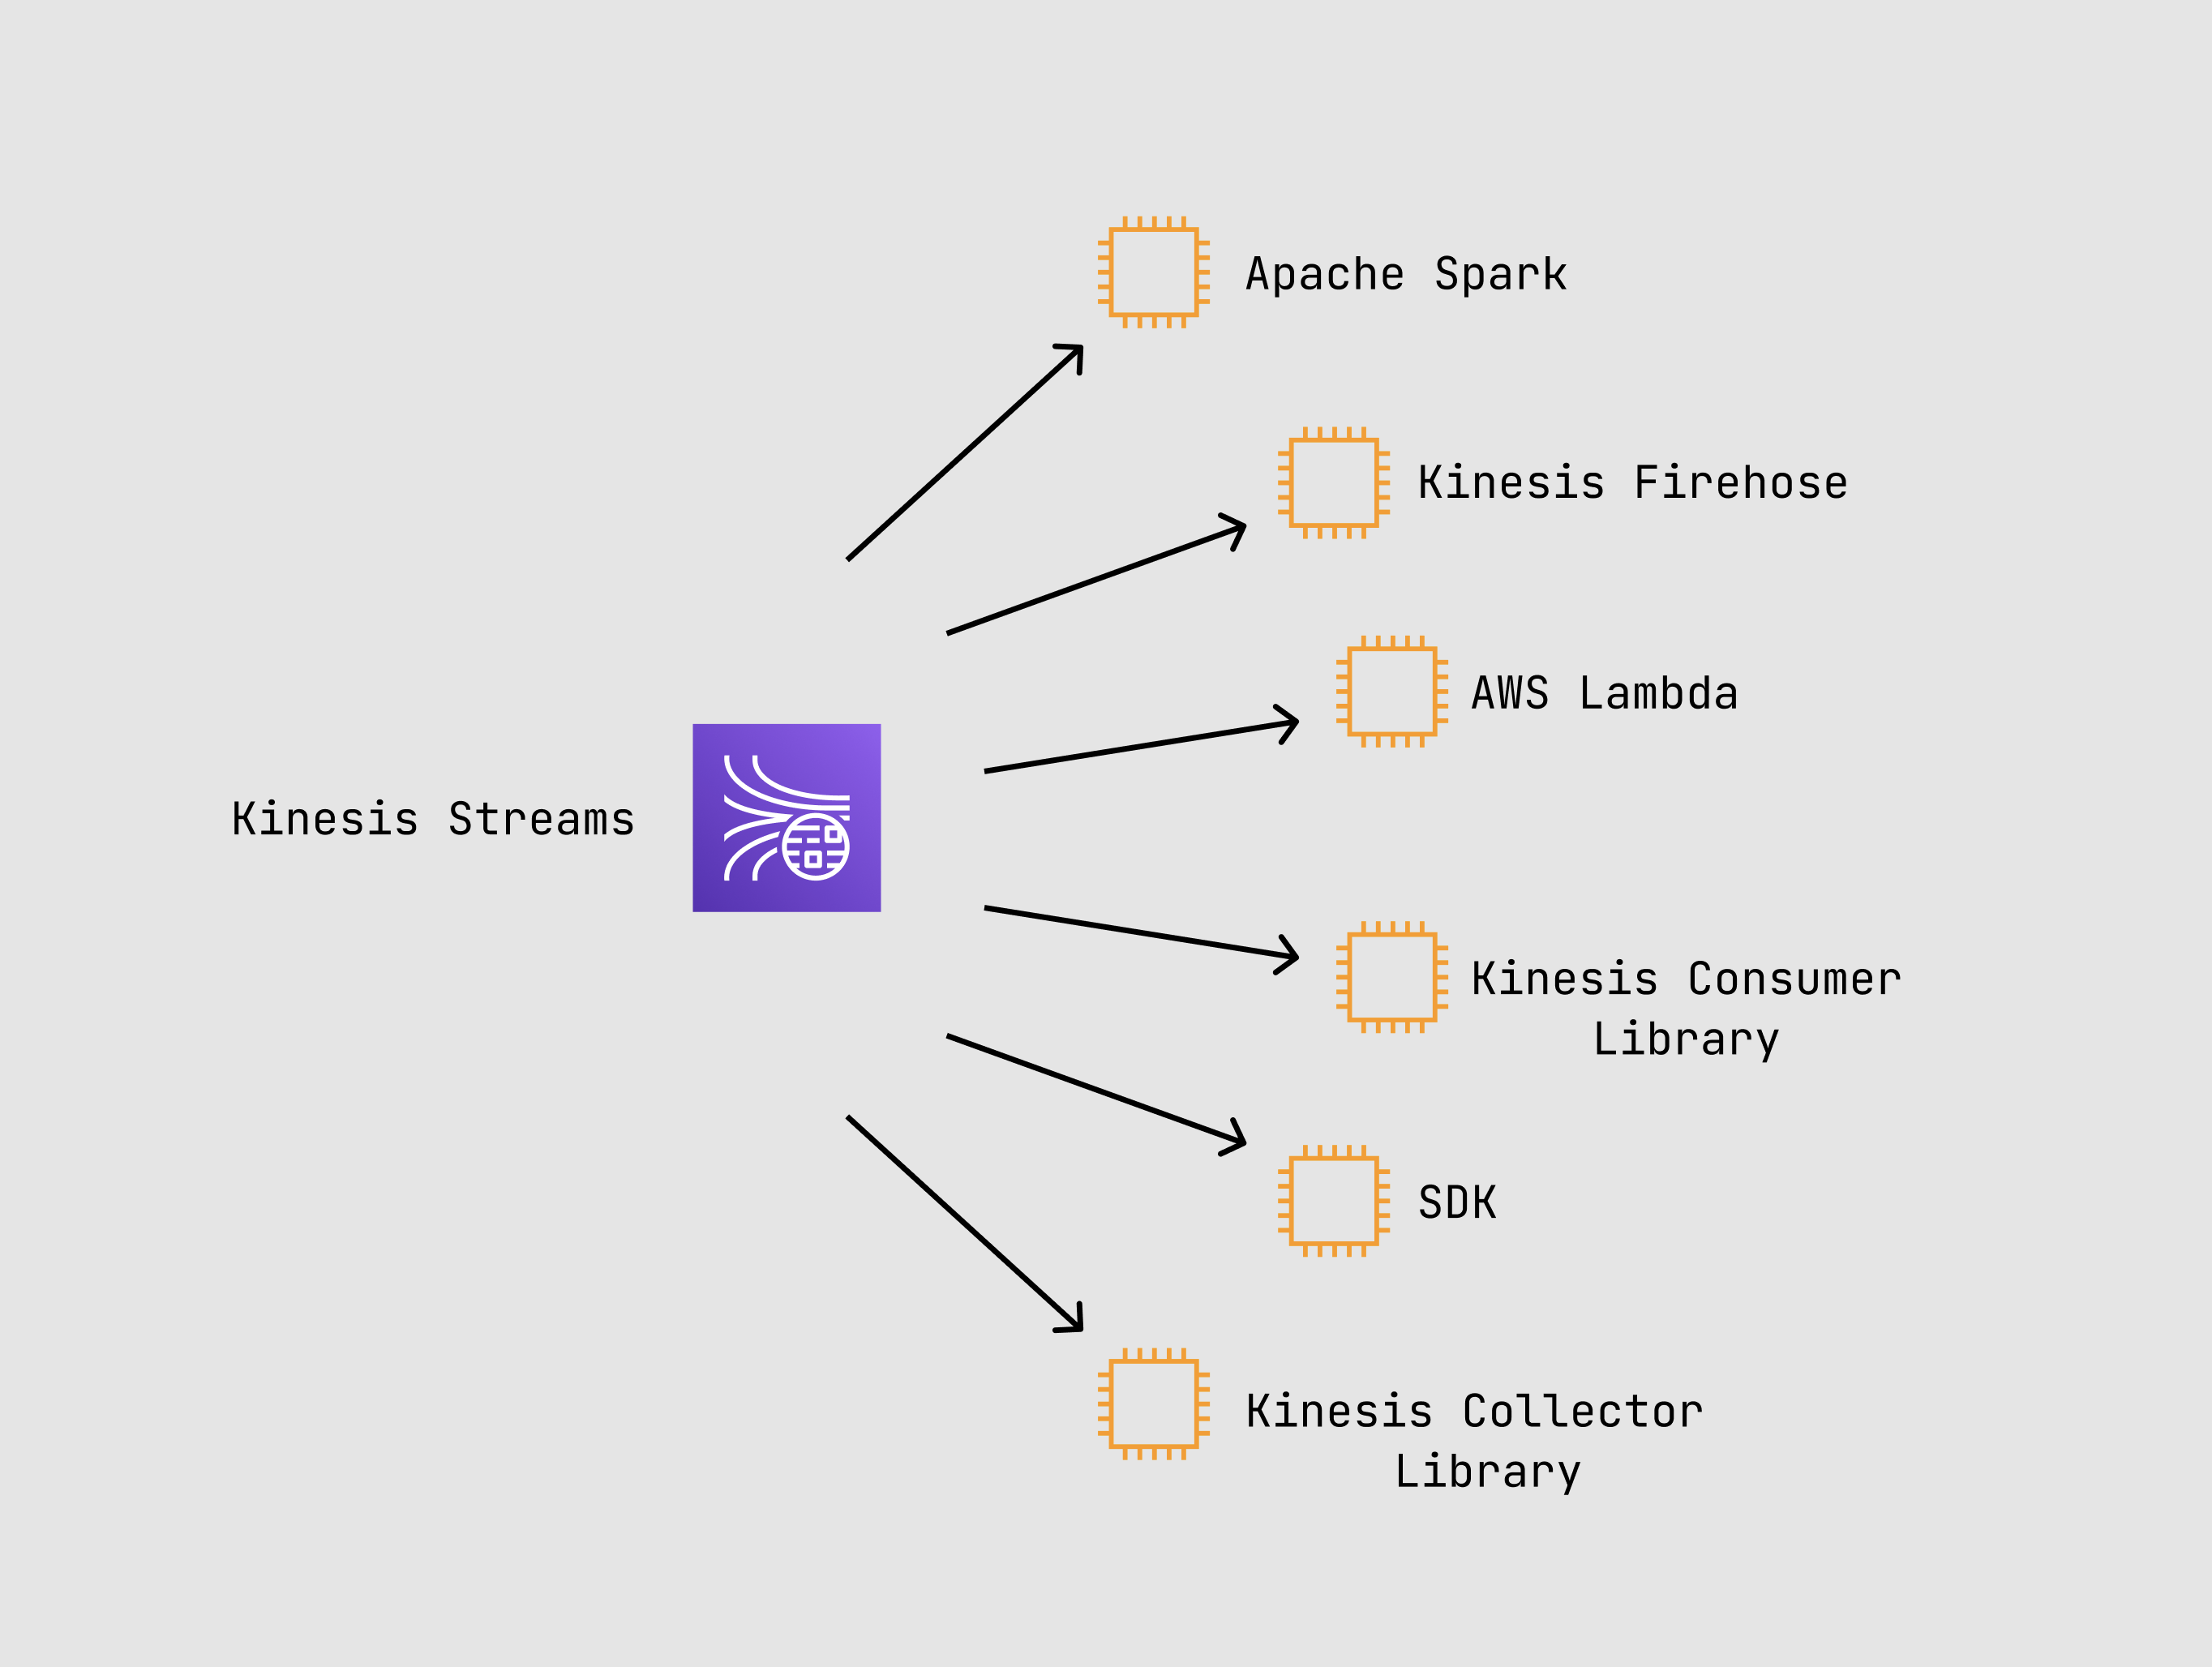 Apache Spark
Kinesis Firehose
AWS Lambda
Kinesis Streams
Kinesis Consumer
Library
SDK
Kinesis Collector
Library